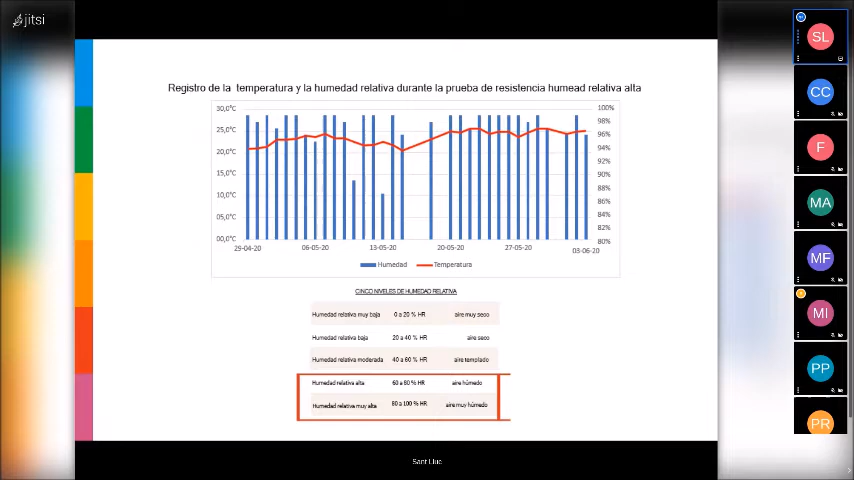 jitsi
Registro de la temperatura y la humedad relativa durante la prueba de resistencia humead relativa alta
30,0°C
25,0°C
20,0°C
15,0°C
10,0°C
05,0°C
00,0°C
100%
98%
96%
94%
92%
90%
88%
86%
84%
82%
80%
29-04-20 06-05-20 13-05-20 20-05-20 27-05-20 03-06-20
Humedad Temperatura
CINCO NIVELES DE HUMEDAD RELATIVA
Humedad relativa muy baja 0 a 20 % HR aire muy seco
Humedad relativa baja 20 a 40 % HR aire seco
Humedad relativa moderada 40 a 60 % HR aire templado
Humedad relativa alta 60 a 80 % HR aire húmedo
Humedad relativa muy alta 80 a 100 % HR aire muy húmedo
Sant Lluc
SL
CC
F
MA
MF
MI
PP
PR